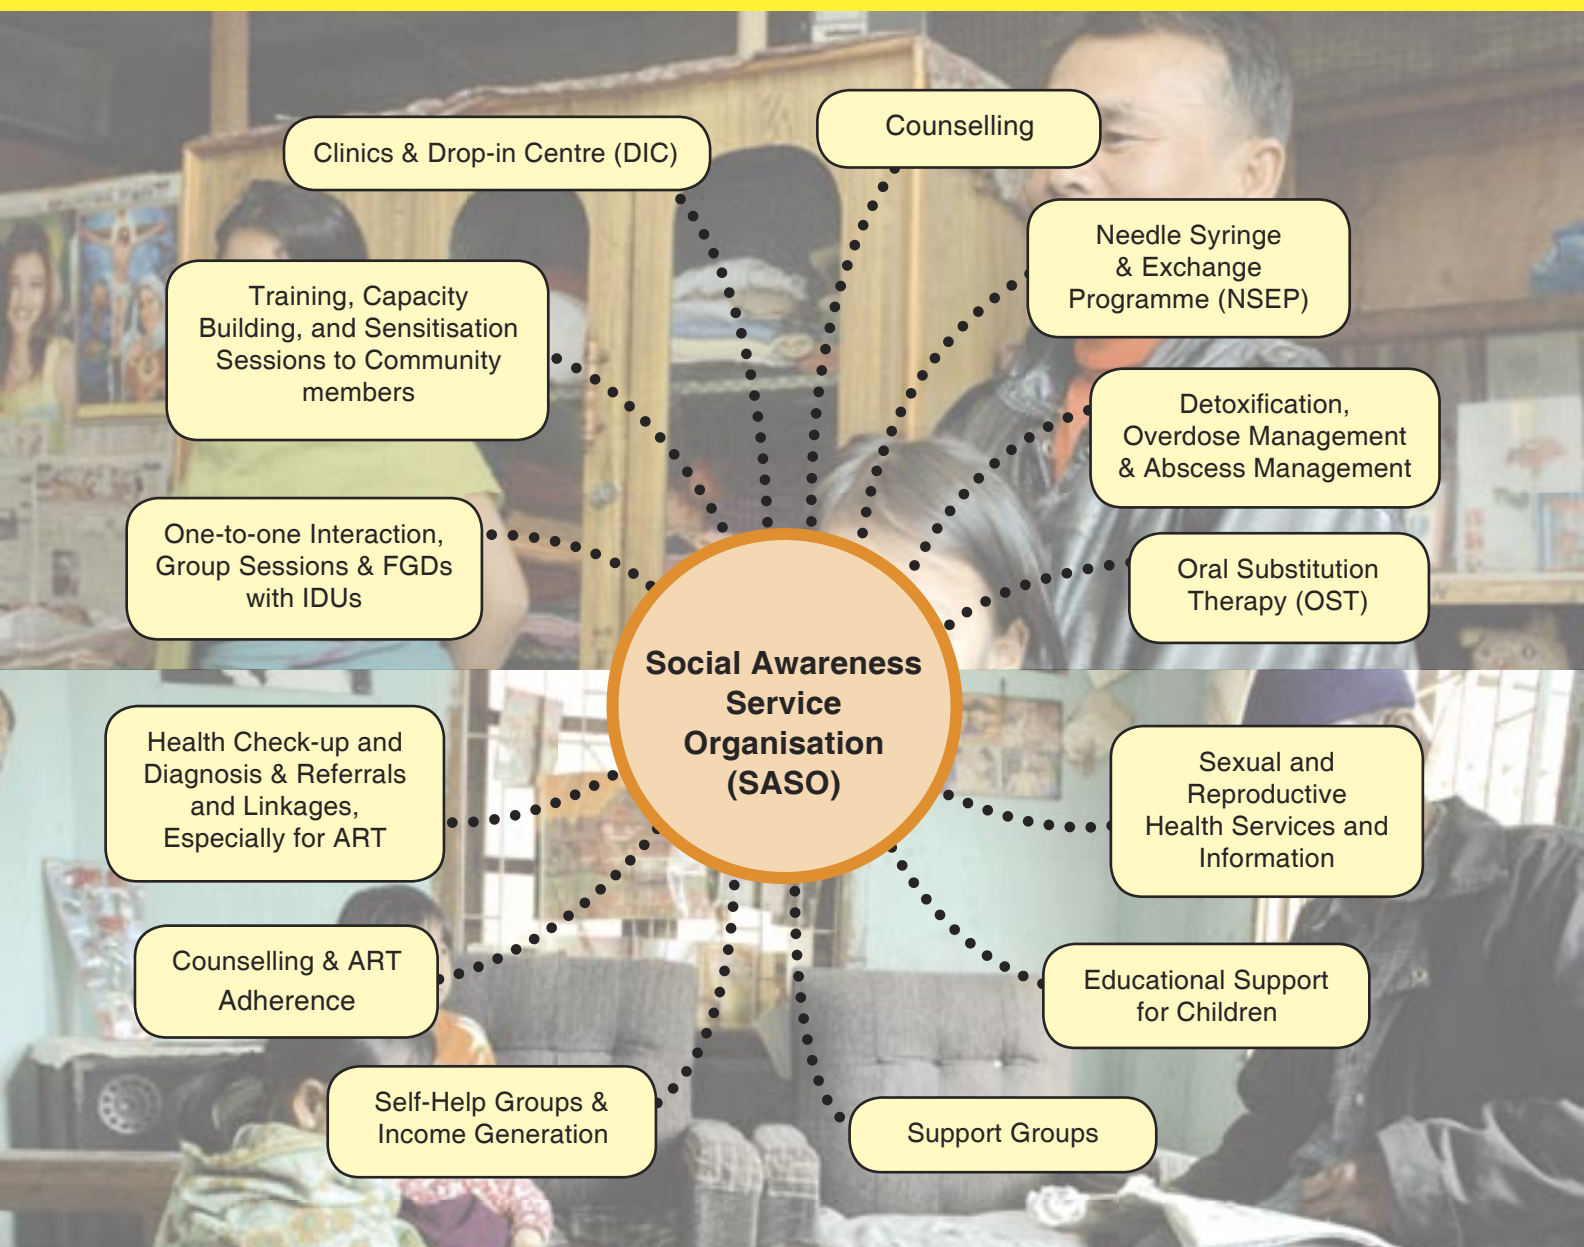 Clinics & Drop-in Centre (DIC)
Counselling
Needle Syringe
& Exchange
Programme (NSEP)
Training, Capacity
Building, and Sensitisation
Sessions to Community
members
Detoxification,
Overdose Management
& Abscess Management
One-to-one Interaction,
Group Sessions & FGDs
with IDUs
Oral Substitution
Therapy (OST)
Social Awareness
Service
Organisation
(SASO)
Health Check-up and
Diagnosis & Referrals
and Linkages,
Especially for ART
Sexual and
Reproductive
Health Services and
Information
Counselling & ART
Adherence
Educational Support
for Children
Self-Help Groups &
Income Generation
Support Groups